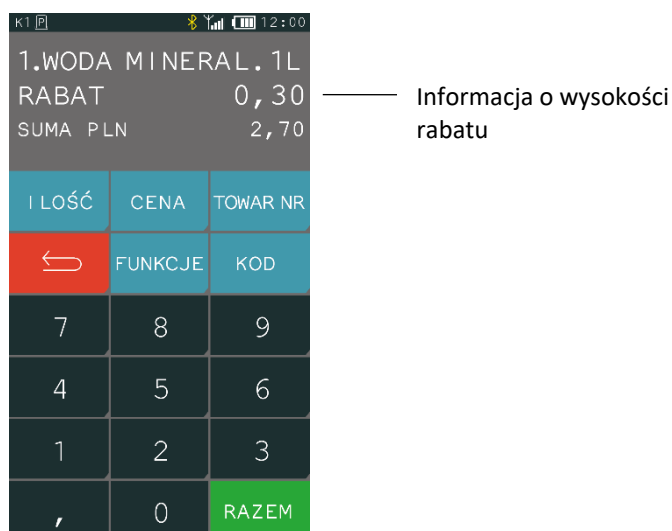 K1 P 12:00
1.WODA MINERAL.1L
RABAT 0,30
SUMA PLN 2,70
Informacja o wysokości
rabatu
ILOŚĆ CENA TOWAR NR
FUNKCJE KOD
7 8 9
4 5 6
1 2 3
, 0 RAZEM